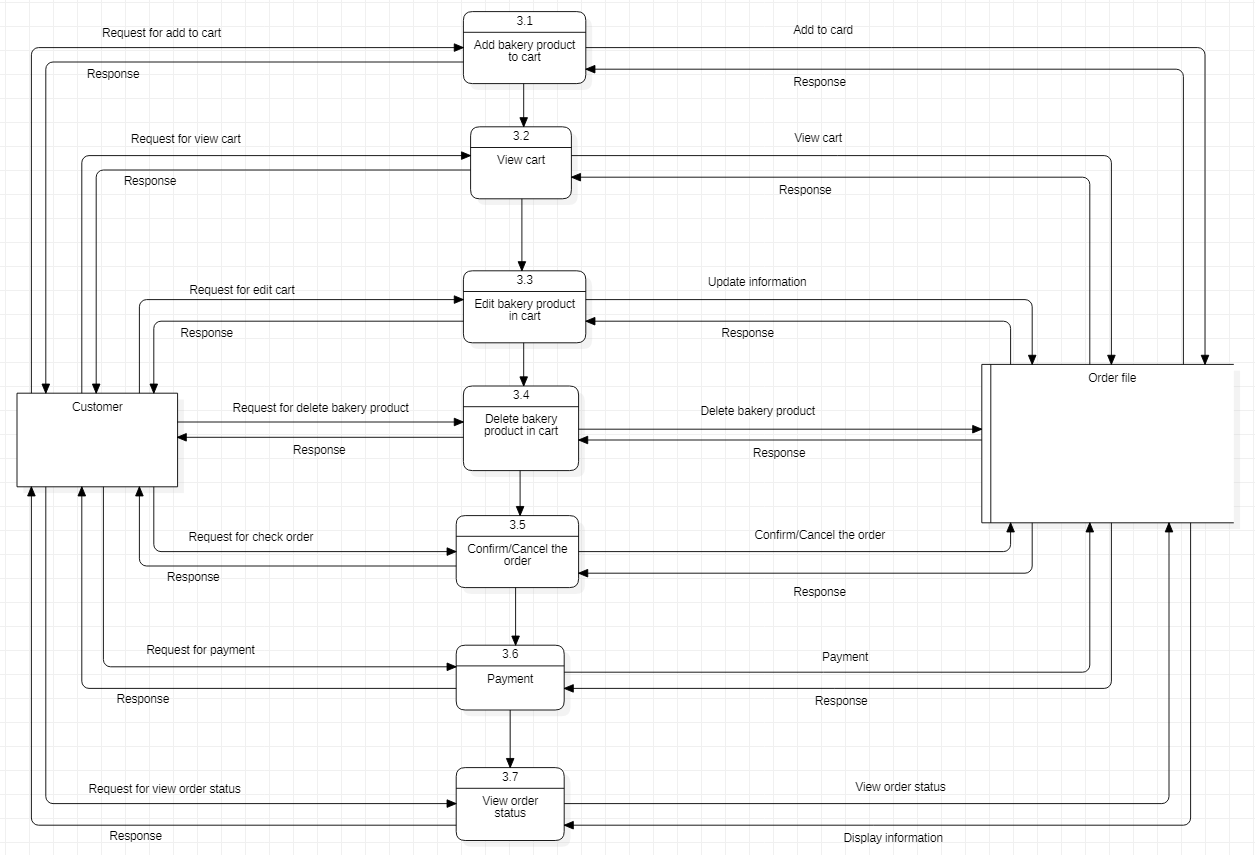 3.1
Request for add to cart
Add to card
Add bakery product
to cart
Response
Response
3.2
Request for view cart
View cart
View cart
Response
Response
3.3
Request for edit cart
Update information
Edit bakery product
in cart
Response
Response
Order file
3.4
Customer
Request for delete bakery product
Delete bakery product
Delete bakery
product in cart
Response
Response
3.5
Request for check order
Confirm/Cancel the order
Confirm/Cancel the
order
Response
Response
3.6
Request for payment
Payment
Payment
Response
Response
3.7
Request for view order status
View order status
View order
status
Response
Display information